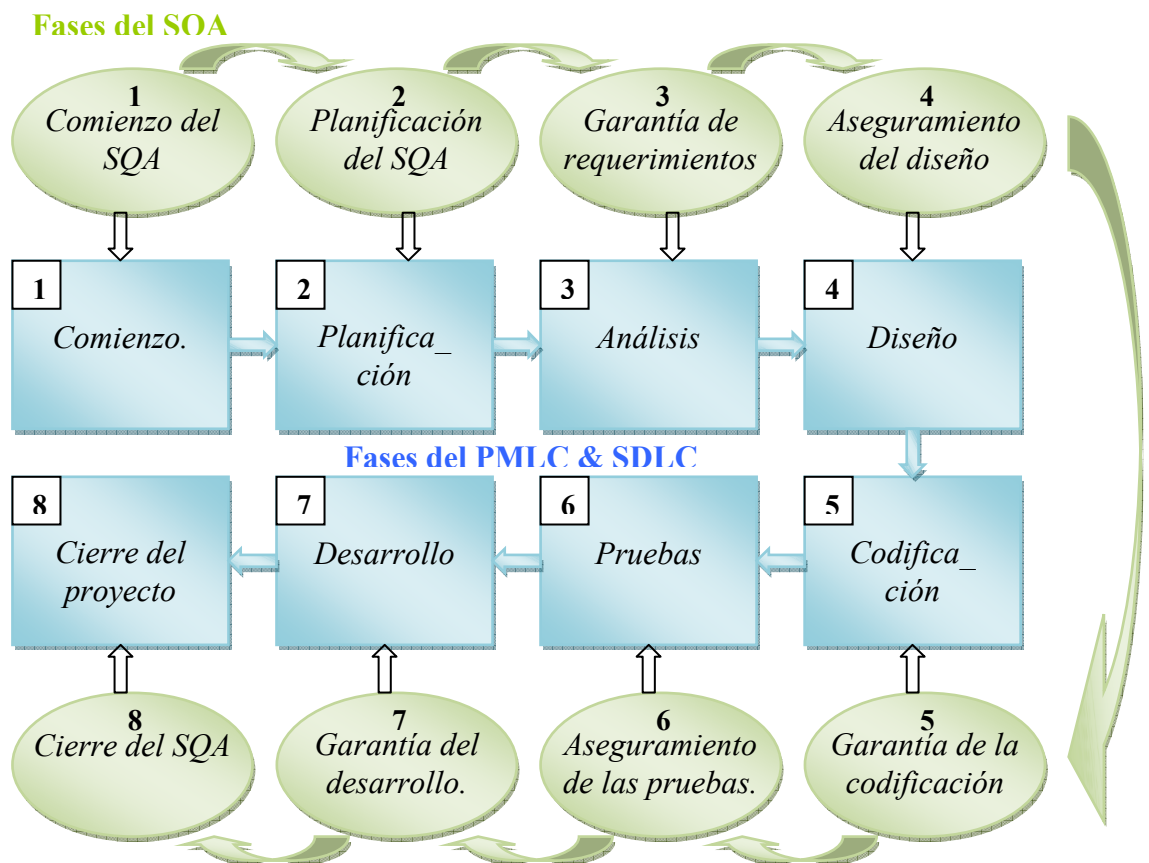 Fases del SQA
1
Comienzo del
SQA
2
Planificación
del SQA
3
Garantía de
requerimientos
4
Aseguramiento
del diseño
1
Comienzo.
2
Planifica_
ción
3
Análisis
4
Diseño
Fases del PMLC & SDLC
8
Cierre del
proyecto
7
Desarrollo
6
Pruebas
5
Codifica_
ción
8
Cierre del SQA
7
Garantía del
desarrollo.
6
Aseguramiento
de las pruebas.
5
Garantía de la
codificación